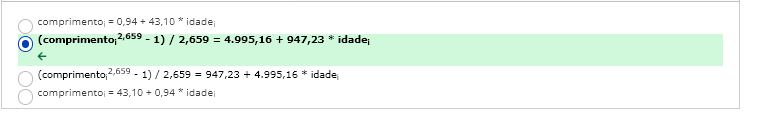 comprimentoᵢ = 0,94 + 43,10 * idadeᵢ
(comprimentoᵢ^2,659 - 1) / 2,659 = 4.995,16 + 947,23 * idadeᵢ
←
(comprimentoᵢ^2,659 - 1) / 2,659 = 947,23 + 4.995,16 * idadeᵢ
comprimentoᵢ = 43,10 + 0,94 * idadeᵢ